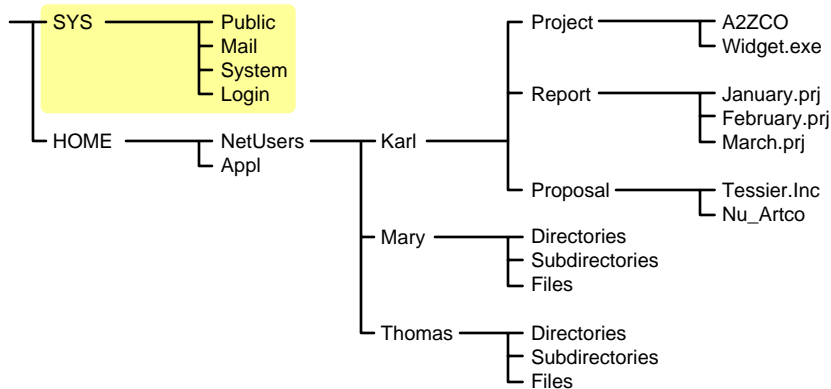 SYS Public Project A2ZCO
Mail Widget.exe
System
Login Report January.prj
February.prj
HOME NetUsers Karl March.prj
Appl
Proposal Tessier.Inc
Nu_Artco
Mary Directories
Subdirectories
Files
Thomas Directories
Subdirectories
Files